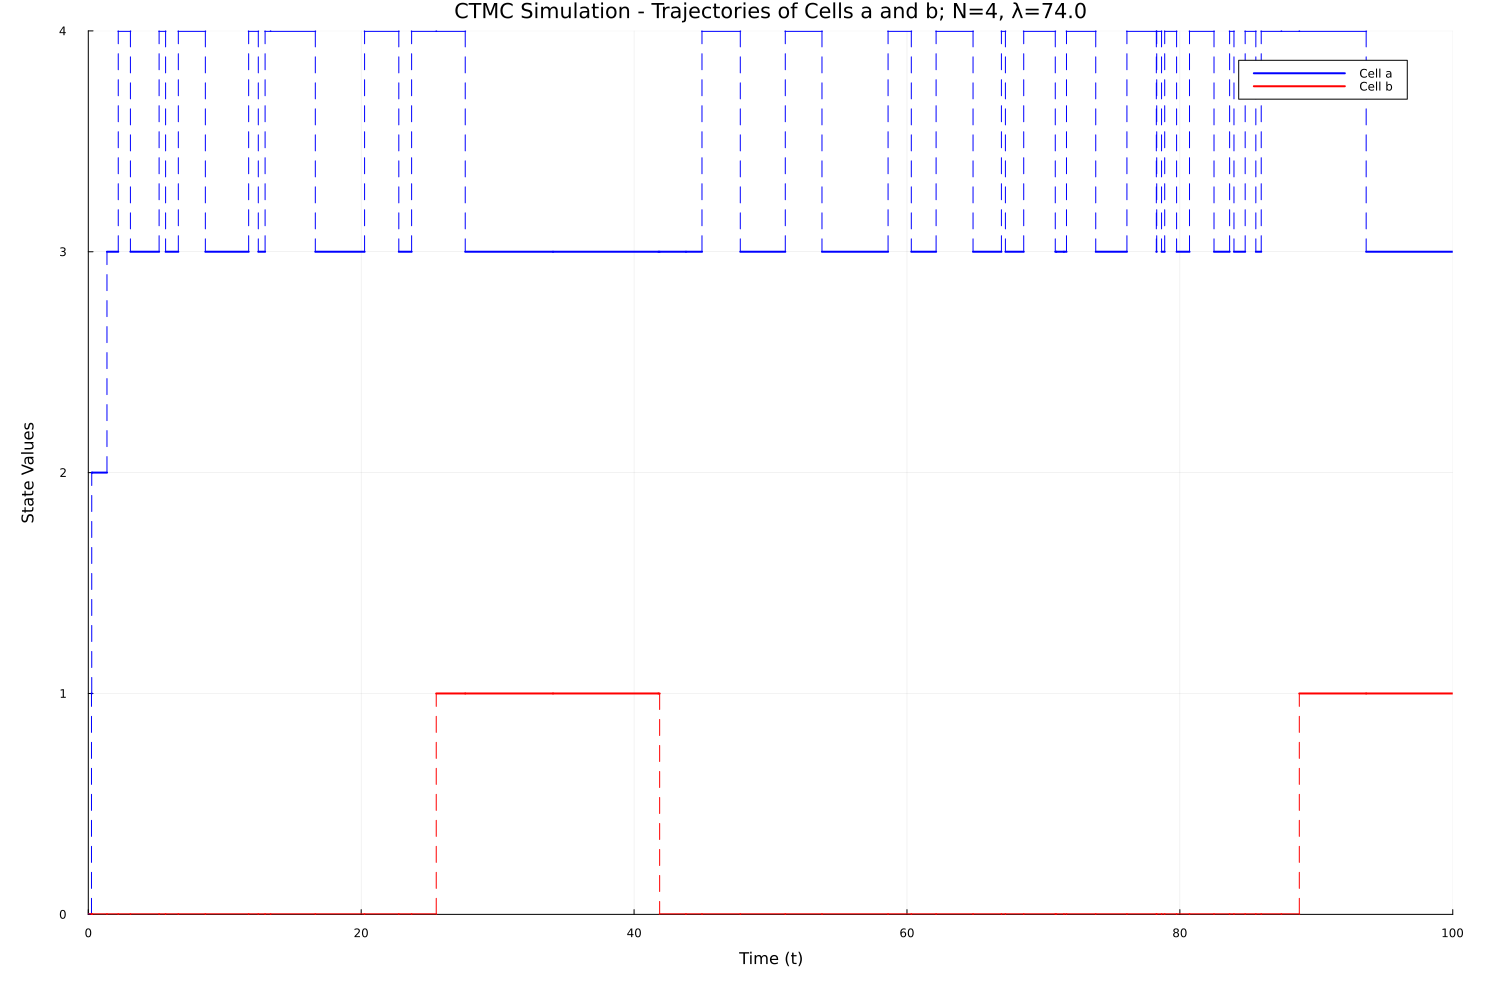 CTMC Simulation - Trajectories of Cells a and b; N=4, λ=74.0
4
Cell a
Cell b
3
State Values
2
1
0
0 20 40 60 80 100
Time (t)